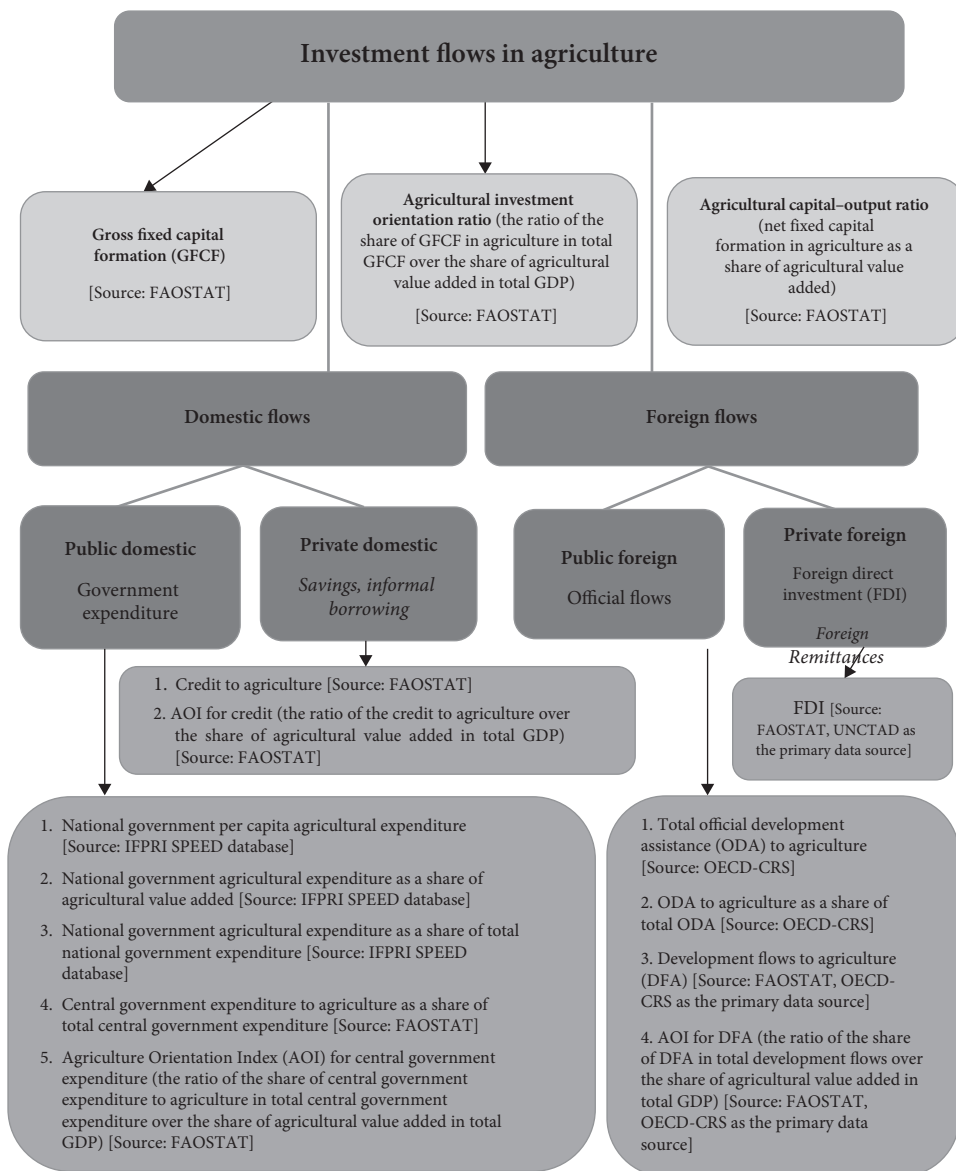 Investment flows in agriculture
Gross fixed capital
formation (GFCF)
[Source: FAOSTAT]
Agricultural investment
orientation ratio (the ratio of the
share of GFCF in agriculture in total
GFCF over the share of agricultural
value added in total GDP)
[Source: FAOSTAT]
Agricultural capital–output ratio
(net fixed capital
formation in agriculture as a
share of agricultural value
added)
[Source: FAOSTAT]
Domestic flows
Foreign flows
Public domestic
Government
expenditure
Private domestic
Savings, informal
borrowing
Public foreign
Official flows
Private foreign
Foreign direct
investment (FDI)
Foreign
Remittances
1. Credit to agriculture [Source: FAOSTAT]
2. AOI for credit (the ratio of the credit to agriculture over
the share of agricultural value added in total GDP)
[Source: FAOSTAT]
FDI [Source:
FAOSTAT, UNCTAD as
the primary data source]
1. National government per capita agricultural expenditure
[Source: IFPRI SPEED database]
2. National government agricultural expenditure as a share of
agricultural value added [Source: IFPRI SPEED database]
3. National government agricultural expenditure as a share of total
national government expenditure [Source: IFPRI SPEED
database]
4. Central government expenditure to agriculture as a share of
total central government expenditure [Source: FAOSTAT]
5. Agriculture Orientation Index (AOI) for central government
expenditure (the ratio of the share of central government
expenditure to agriculture in total central government
expenditure over the share of agricultural value added in total
GDP) [Source: FAOSTAT]
1. Total official development
assistance (ODA) to agriculture
[Source: OECD-CRS]
2. ODA to agriculture as a share of
total ODA [Source: OECD-CRS]
3. Development flows to agriculture
(DFA) [Source: FAOSTAT, OECD-
CRS as the primary data source]
4. AOI for DFA (the ratio of the share
of DFA in total development flows over
the share of agricultural value added in
total GDP) [Source: FAOSTAT,
OECD-CRS as the primary data
source]